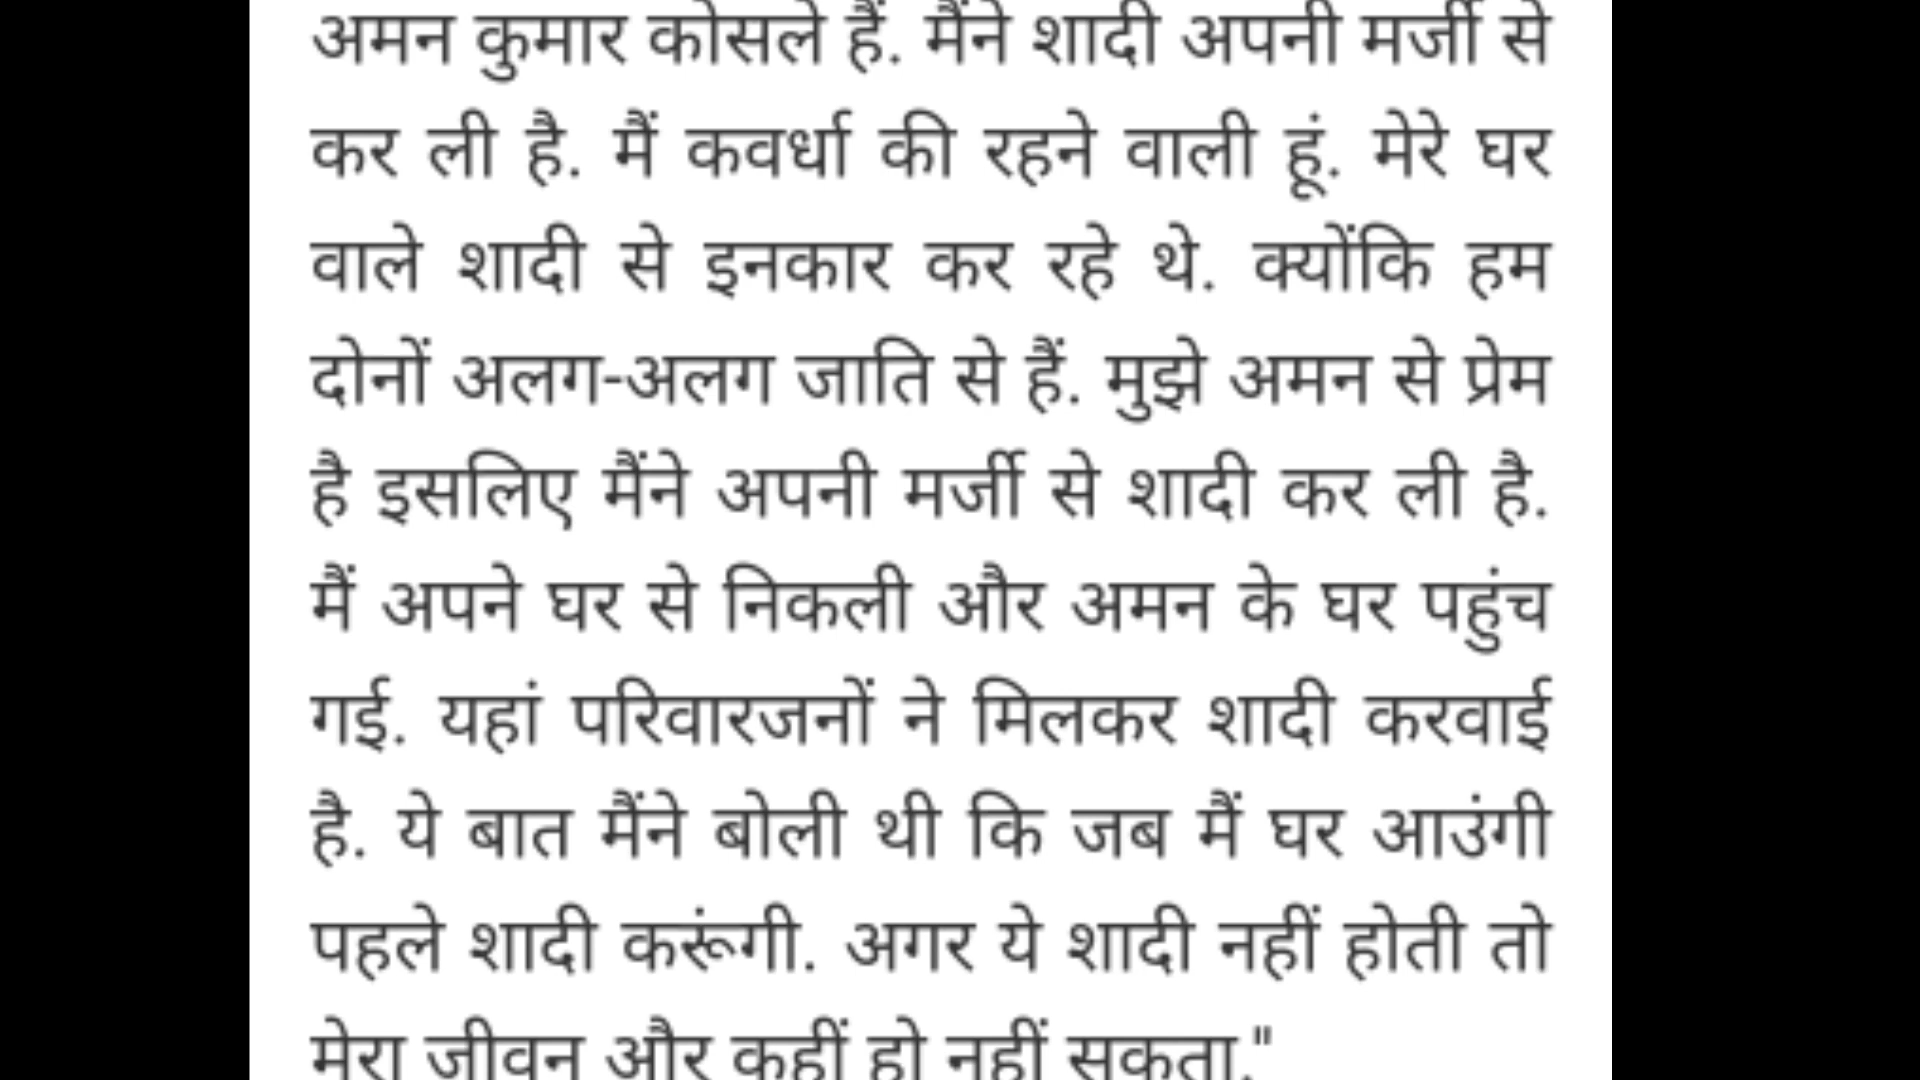 अमन कुमार कोसले हैं. मैंने शादी अपनी मर्जी से
कर ली है. मैं कवर्धा की रहने वाली हूं. मेरे घर
वाले शादी से इनकार कर रहे थे. क्योंकि हम
दोनों अलग-अलग जाति से हैं. मुझे अमन से प्रेम
है इसलिए मैंने अपनी मर्जी से शादी कर ली है.
मैं अपने घर से निकली और अमन के घर पहुंच
गई. यहां परिवारजनों ने मिलकर शादी करवाई
है. ये बात मैंने बोली थी कि जब मैं घर आउंगी
पहले शादी करूंगी. अगर ये शादी नहीं होती तो
मेरा जीवन और कहीं हो नहीं सकता."